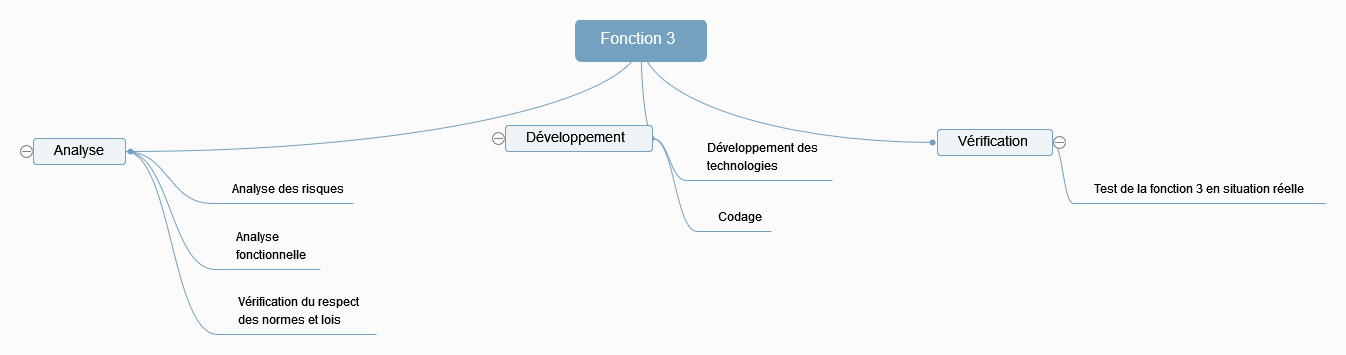 Fonction 3
Analyse
Analyse des risques
Analyse
fonctionnelle
Vérification du respect
des normes et lois
Développement
Développement des
technologies
Codage
Vérification
Test de la fonction 3 en situation réelle